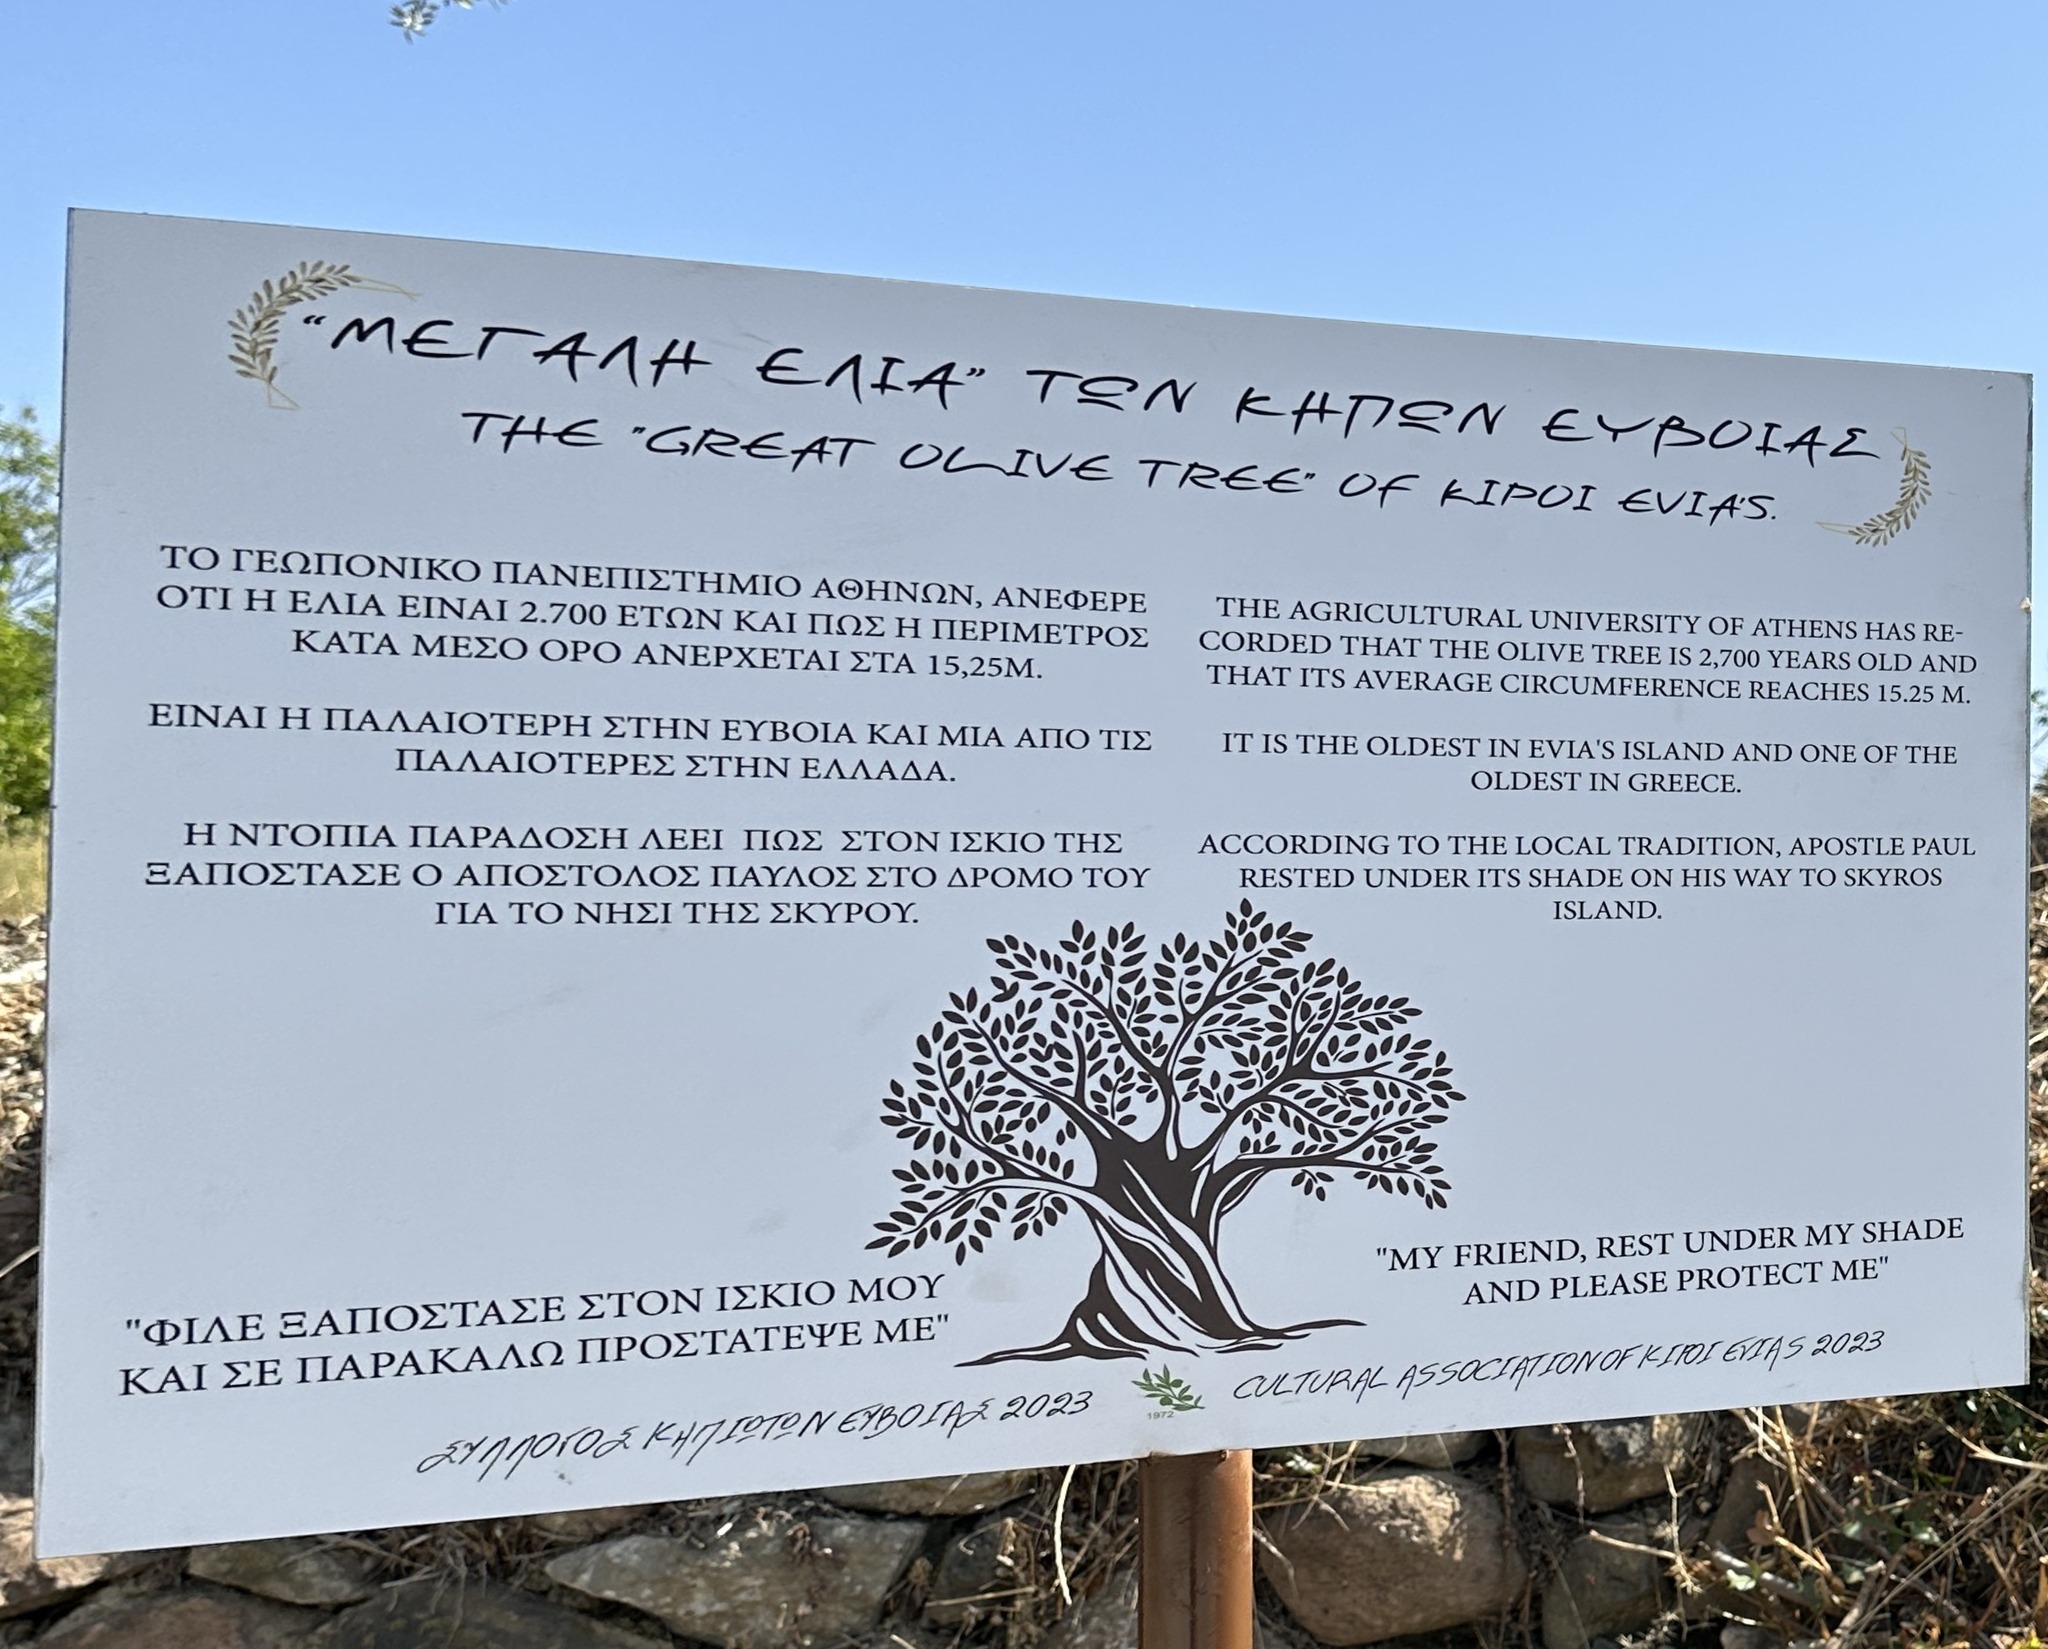 "ΜΕΓΑΛΗ ΕΛΙΑ" ΤΩΝ ΚΗΠΩΝ ΕΥΒΟΙΑΣ
THE "GREAT OLIVE TREE" OF KIPOI EVIA'S.
ΤΟ ΓΕΩΠΟΝΙΚΟ ΠΑΝΕΠΙΣΤΗΜΙΟ ΑΘΗΝΩΝ, ΑΝΕΦΕΡΕ
ΟΤΙ Η ΕΛΙΑ ΕΙΝΑΙ 2.700 ΕΤΩΝ ΚΑΙ ΠΩΣ Η ΠΕΡΙΜΕΤΡΟΣ
ΚΑΤΑ ΜΕΣΟ ΟΡΟ ΑΝΕΡΧΕΤΑΙ ΣΤΑ 15,25Μ.
ΕΙΝΑΙ Η ΠΑΛΑΙΟΤΕΡΗ ΣΤΗΝ ΕΥΒΟΙΑ ΚΑΙ ΜΙΑ ΑΠΟ ΤΙΣ
ΠΑΛΑΙΟΤΕΡΕΣ ΣΤΗΝ ΕΛΛΑΔΑ.
Η ΝΤΟΠΙΑ ΠΑΡΑΔΟΣΗ ΛΕΕΙ ΠΩΣ ΣΤΟΝ ΙΣΚΙΟ ΤΗΣ
ΞΑΠΟΣΤΑΣΕ Ο ΑΠΟΣΤΟΛΟΣ ΠΑΥΛΟΣ ΣΤΟ ΔΡΟΜΟ ΤΟΥ
ΓΙΑ ΤΟ ΝΗΣΙ ΤΗΣ ΣΚΥΡΟΥ.
THE AGRICULTURAL UNIVERSITY OF ATHENS HAS RE-
CORDED THAT THE OLIVE TREE IS 2,700 YEARS OLD AND
THAT ITS AVERAGE CIRCUMFERENCE REACHES 15.25 M.
IT IS THE OLDEST IN EVIA'S ISLAND AND ONE OF THE
OLDEST IN GREECE.
ACCORDING TO THE LOCAL TRADITION, APOSTLE PAUL
RESTED UNDER ITS SHADE ON HIS WAY TO SKYROS
ISLAND.
"ΦΙΛΕ ΞΑΠΟΣΤΑΣΕ ΣΤΟΝ ΙΣΚΙΟ ΜΟΥ
ΚΑΙ ΣΕ ΠΑΡΑΚΑΛΩ ΠΡΟΣΤΑΤΕΨΕ ΜΕ"
"MY FRIEND, REST UNDER MY SHADE
AND PLEASE PROTECT ME"
ΣΥΛΛΟΓΟΣ ΚΗΠΙΩΤΩΝ ΕΥΒΟΙΑΣ 2023
1972
CULTURAL ASSOCIATION OF KIPOI EVIAS 2023